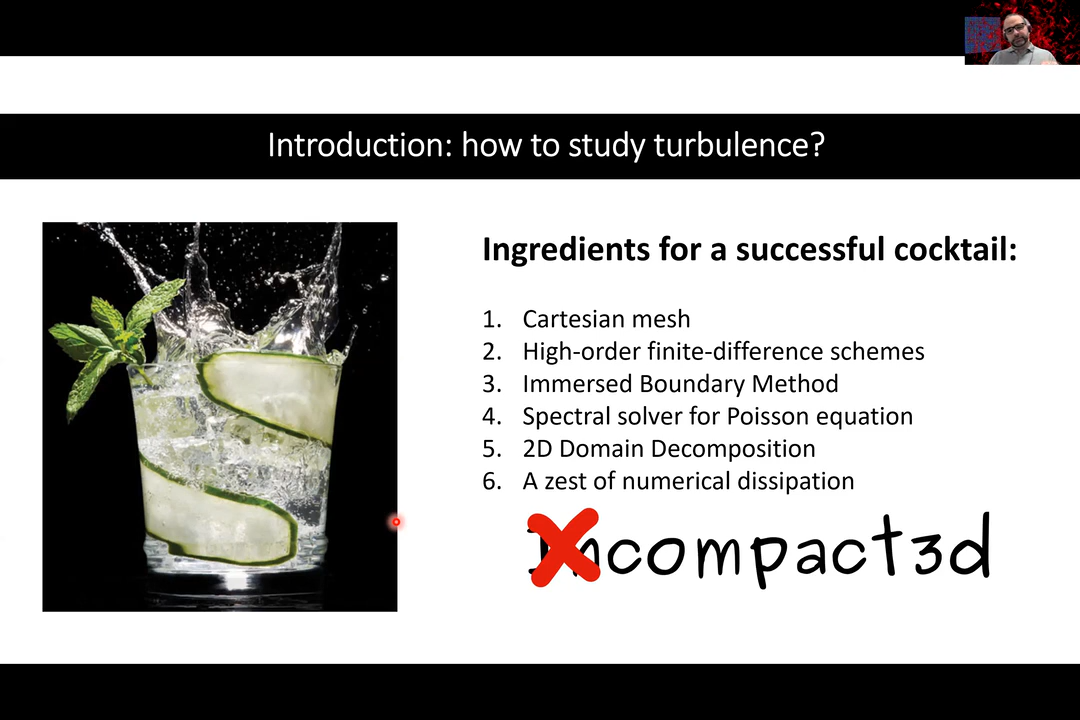 Introduction: how to study turbulence?
Ingredients for a successful cocktail:
1. Cartesian mesh
2. High-order finite-difference schemes
3. Immersed Boundary Method
4. Spectral solver for Poisson equation
5. 2D Domain Decomposition
6. A zest of numerical dissipation
Incompact3d